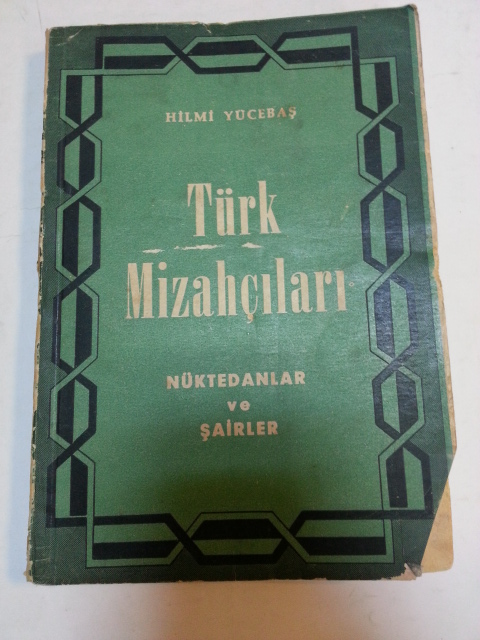 HİLMİ YÜCEBAŞ
Türk
Mizahçıları
NÜKTEDANLAR
ve
ŞAİRLER